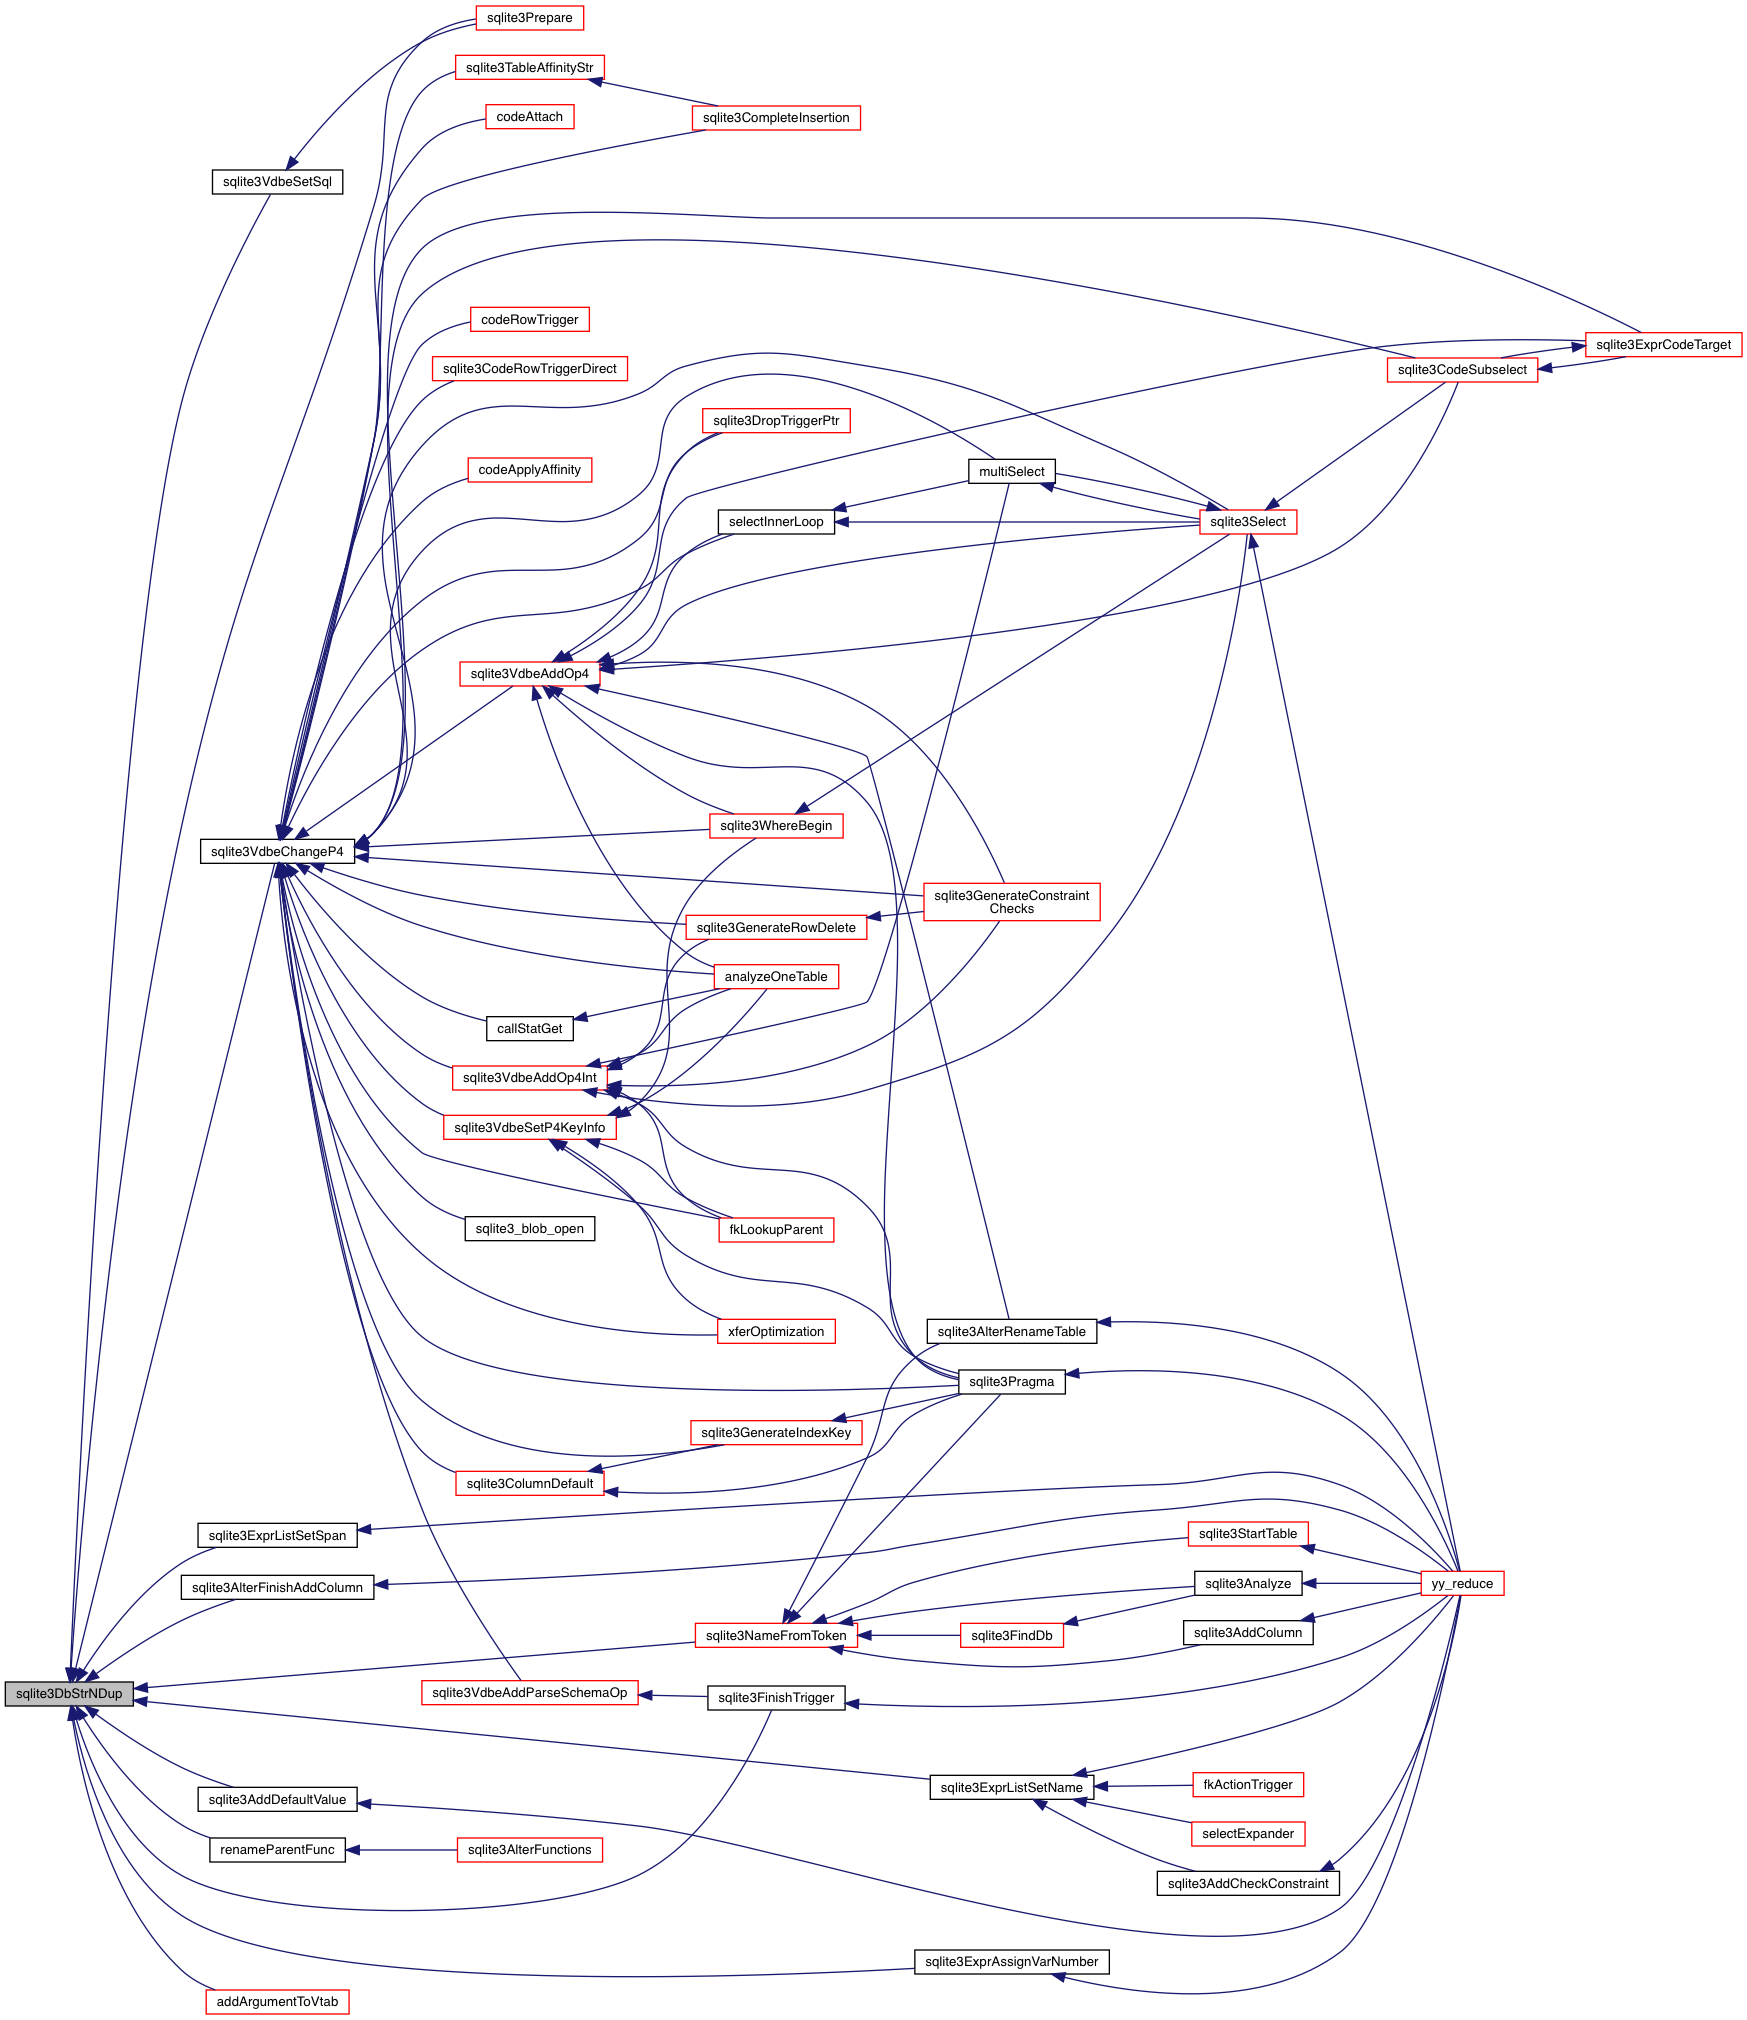 sqlite3Prepare
sqlite3TableAffinityStr
codeAttach
sqlite3CompleteInsertion
sqlite3VdbeSetSql
codeRowTrigger
sqlite3ExprCodeTarget
sqlite3CodeRowTriggerDirect
sqlite3CodeSubselect
sqlite3DropTriggerPtr
codeApplyAffinity
multiSelect
selectInnerLoop
sqlite3Select
sqlite3VdbeAddOp4
sqlite3WhereBegin
sqlite3VdbeChangeP4
sqlite3GenerateConstraint
Checks
sqlite3GenerateRowDelete
analyzeOneTable
callStatGet
sqlite3VdbeAddOp4Int
sqlite3VdbeSetP4KeyInfo
sqlite3_blob_open
fkLookupParent
xferOptimization
sqlite3AlterRenameTable
sqlite3Pragma
sqlite3GenerateIndexKey
sqlite3ColumnDefault
sqlite3ExprListSetSpan
sqlite3StartTable
sqlite3AlterFinishAddColumn
sqlite3Analyze
yy_reduce
sqlite3NameFromToken
sqlite3FindDb
sqlite3AddColumn
sqlite3DbStrNDup
sqlite3VdbeAddParseSchemaOp
sqlite3FinishTrigger
sqlite3ExprListSetName
fkActionTrigger
sqlite3AddDefaultValue
selectExpander
renameParentFunc
sqlite3AlterFunctions
sqlite3AddCheckConstraint
sqlite3ExprAssignVarNumber
addArgumentToVtab